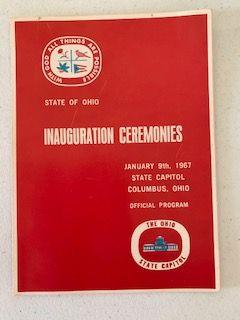 WITH GOD ALL THINGS ARE POSSIBLE
STATE OF OHIO
INAUGURATION CEREMONIES
JANUARY 9th, 1967
STATE CAPITOL
COLUMBUS, OHIO
OFFICIAL PROGRAM
THE OHIO
STATE CAPITOL